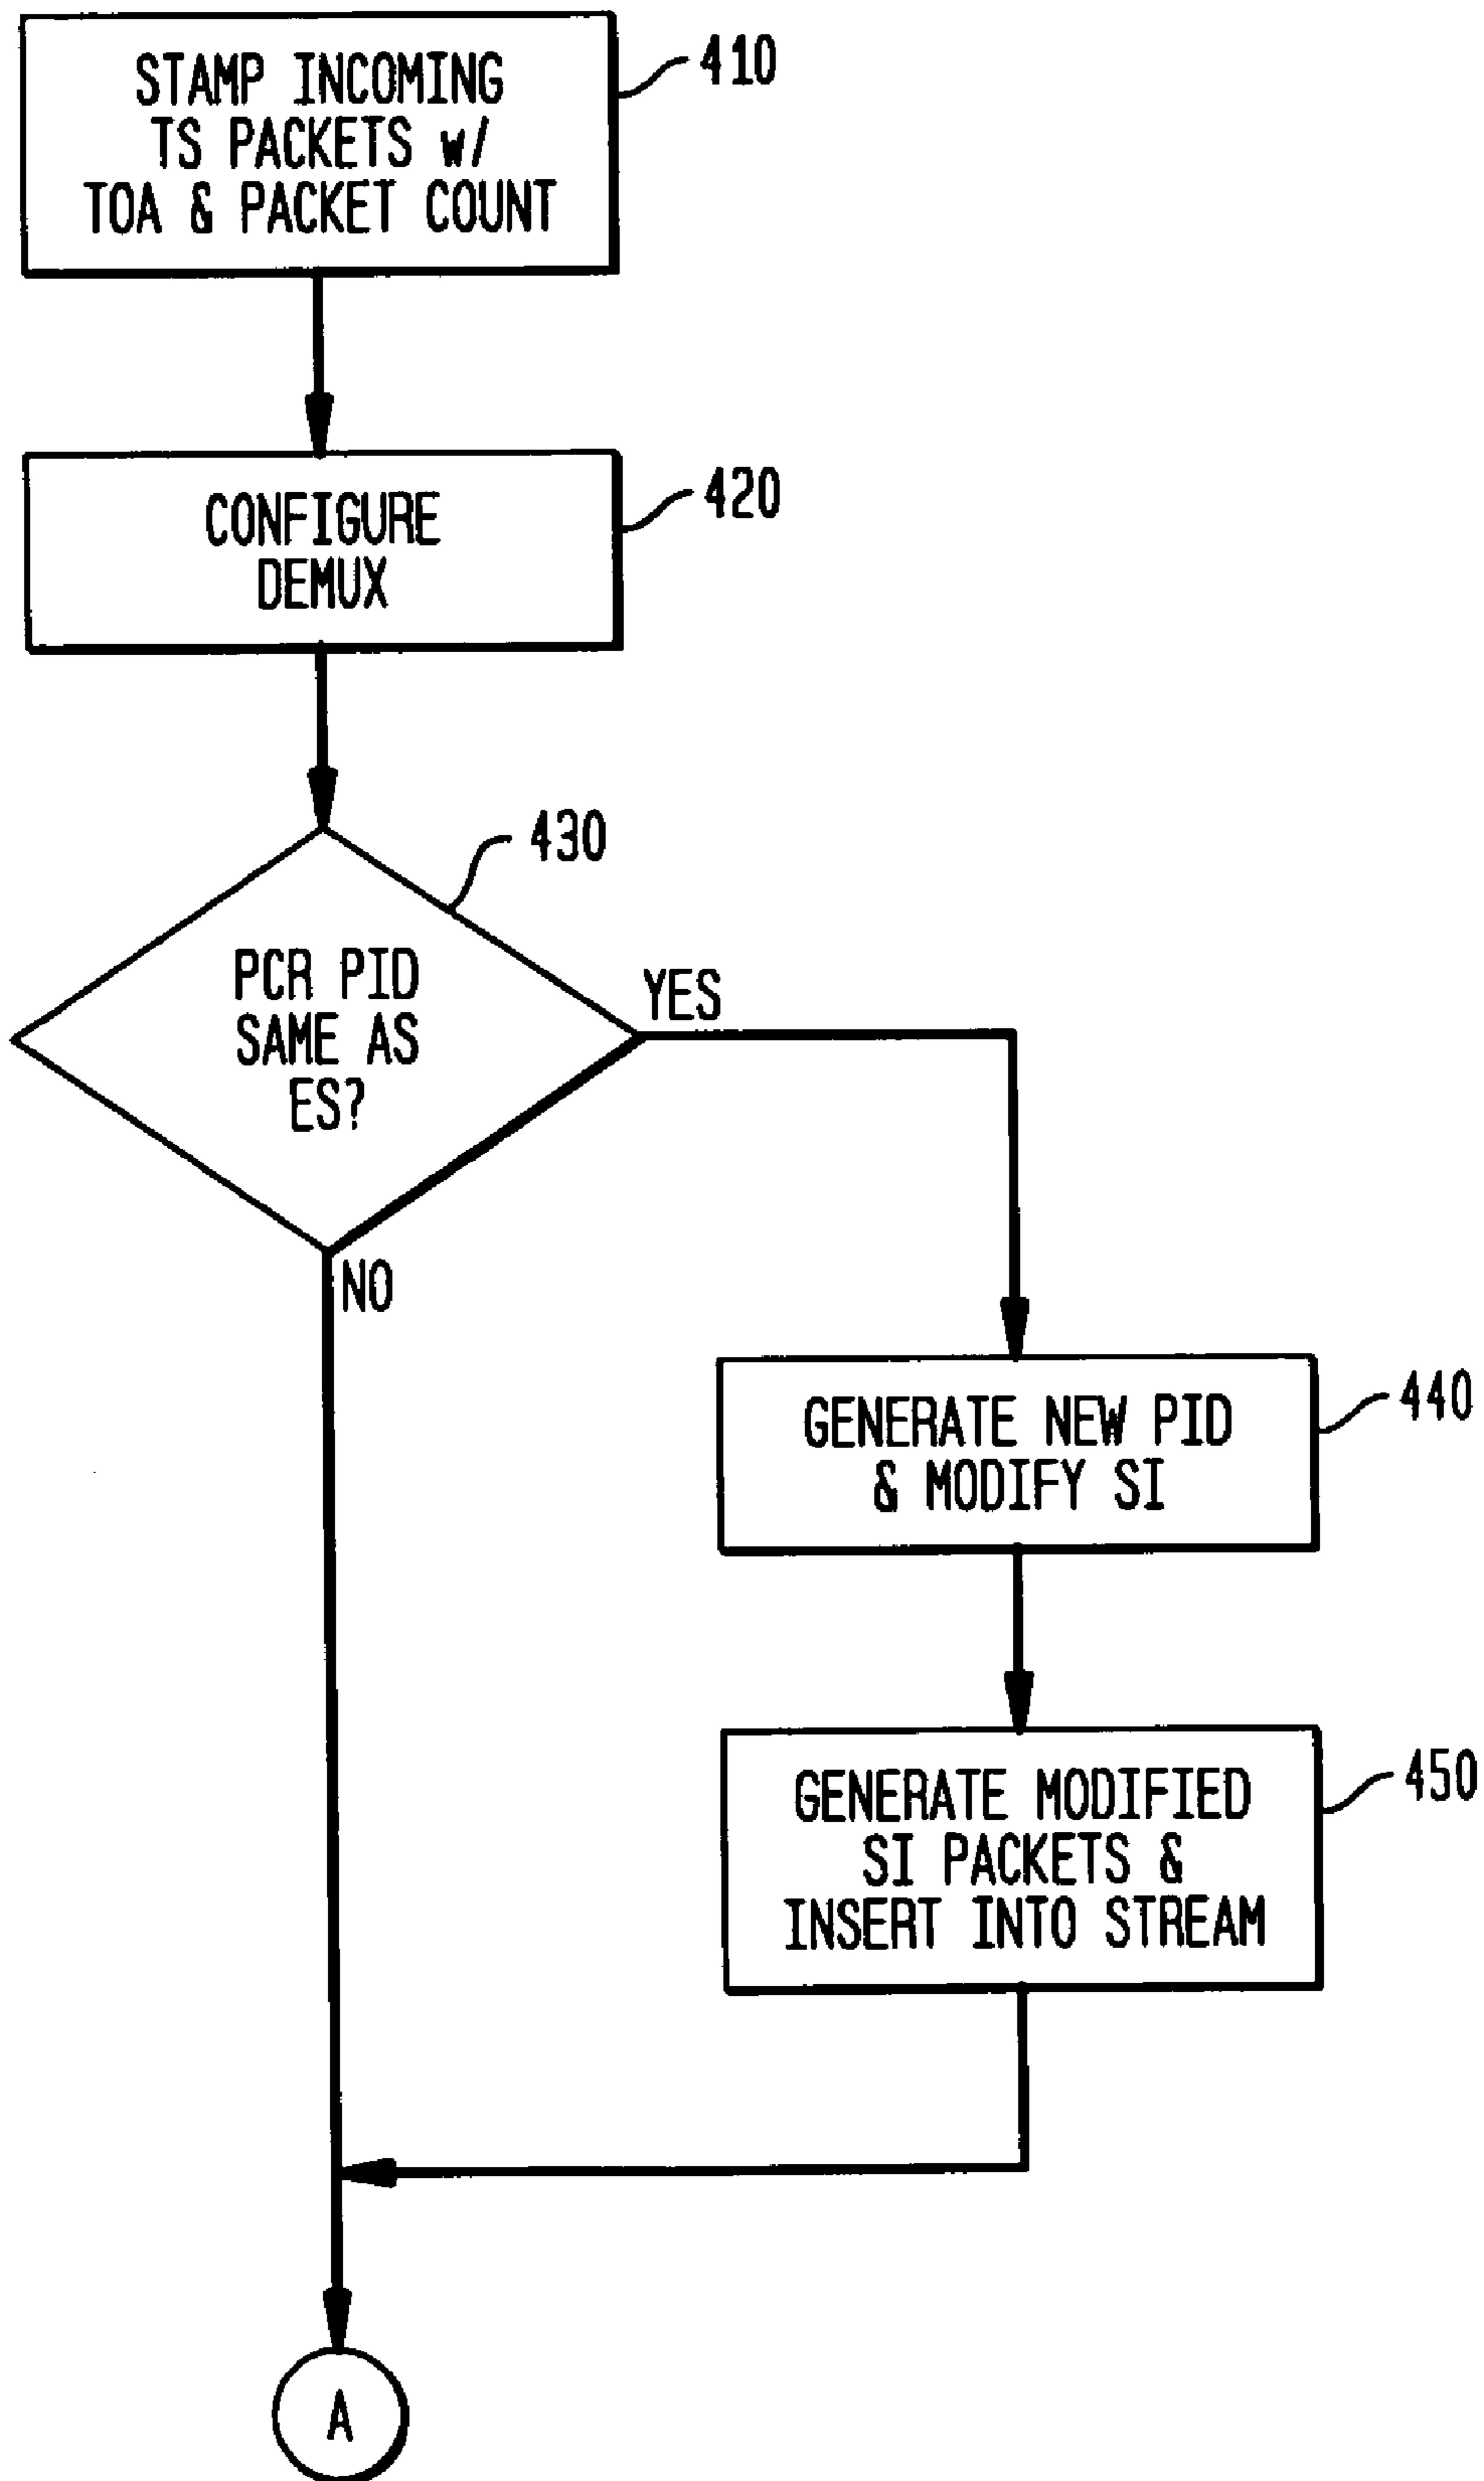 STAMP INCOMING
TS PACKETS w/
TOA & PACKET COUNT
410
CONFIGURE
DEMUX
420
430
PCR PID
SAME AS
ES?
YES
NO
GENERATE NEW PID
& MODIFY SI
440
GENERATE MODIFIED
SI PACKETS &
INSERT INTO STREAM
450
A